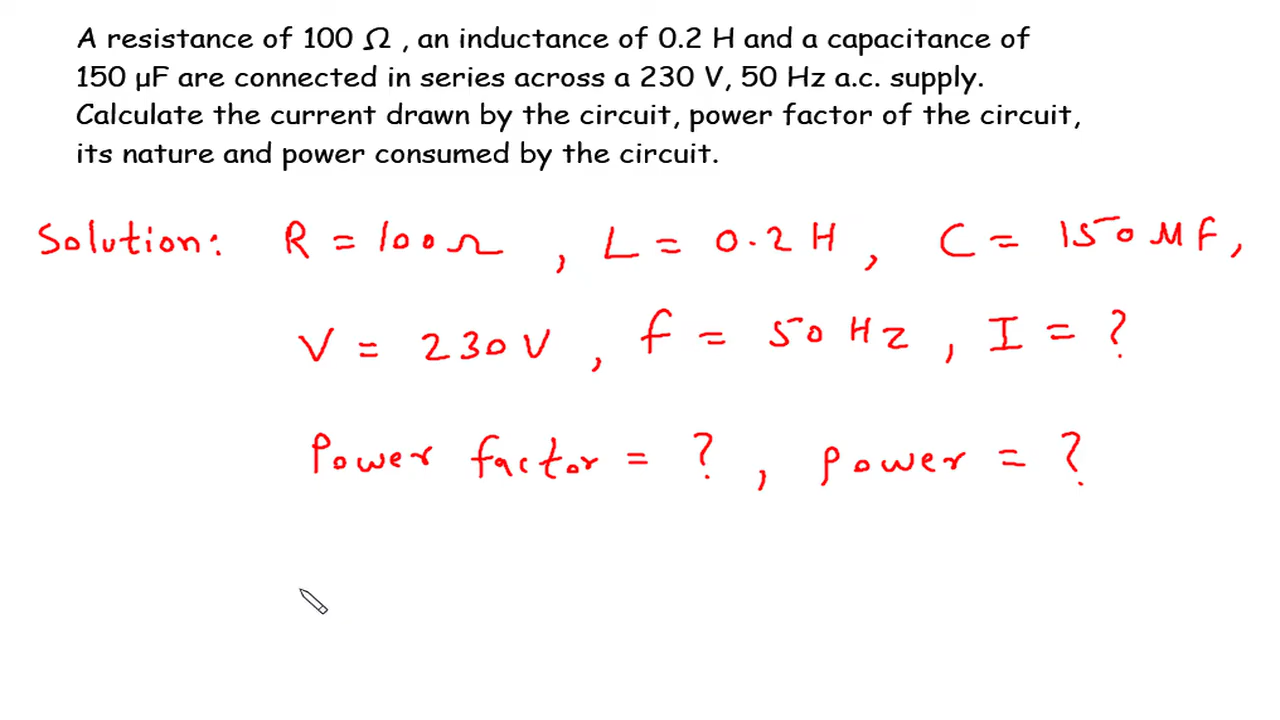 A resistance of 100 Ω , an inductance of 0.2 H and a capacitance of
150 μF are connected in series across a 230 V, 50 Hz a.c. supply.
Calculate the current drawn by the circuit, power factor of the circuit,
its nature and power consumed by the circuit.
Solution: R = 100Ω , L = 0.2 H , C = 150 μF,
V = 230V , f = 50 Hz , I = ?
Power factor = ? , power = ?